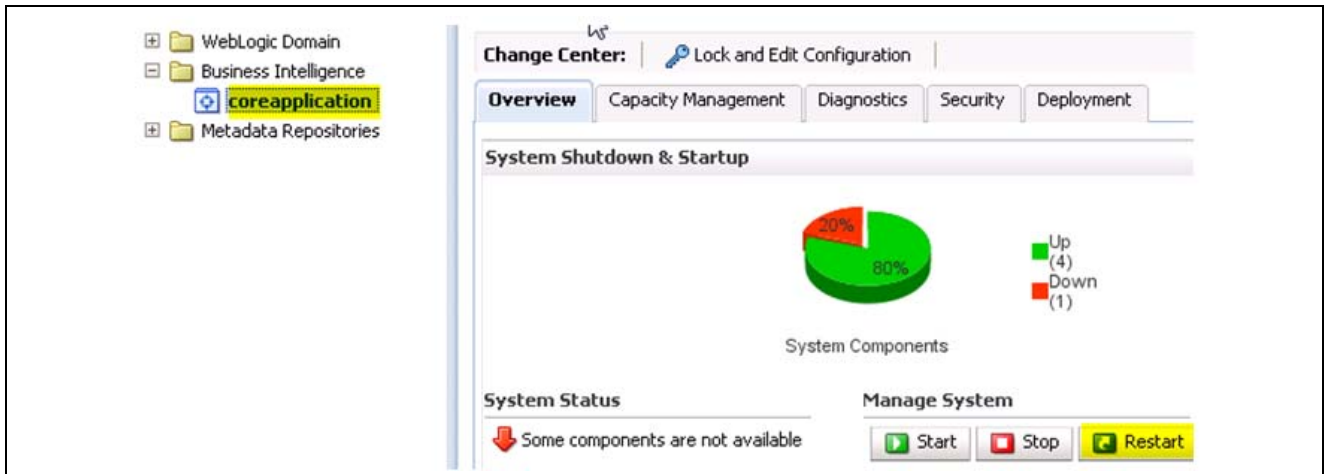 WebLogic Domain
Business Intelligence
coreapplication
Metadata Repositories
Change Center: Lock and Edit Configuration
Overview Capacity Management Diagnostics Security Deployment
System Shutdown & Startup
20%
80%
Up
(4)
Down
(1)
System Components
System Status
Some components are not available
Manage System
Start Stop Restart